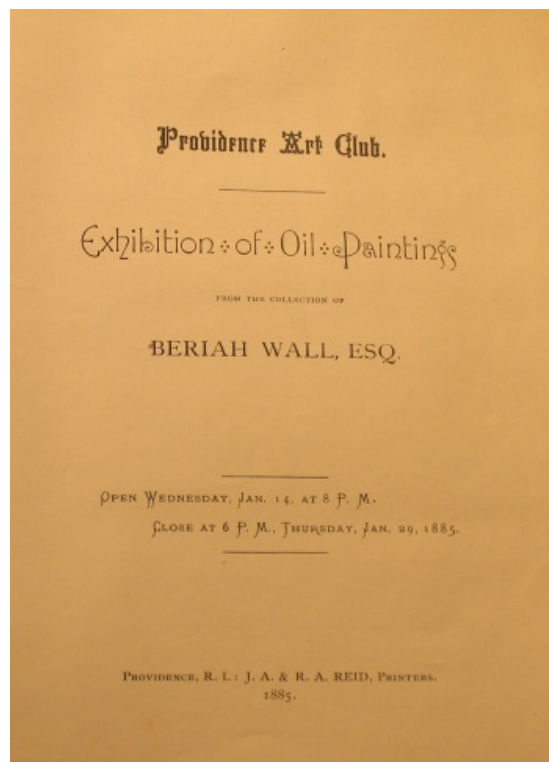 Providence Art Club.
Exhibition of Oil Paintings
FROM THE COLLECTION OF
BERIAH WALL, ESQ.
OPEN WEDNESDAY, JAN. 14, AT 8 P. M.
CLOSE AT 6 P. M., THURSDAY, JAN. 29, 1885.
PROVIDENCE, R. I.: J. A. & R. A. REID, PRINTERS.
1885.